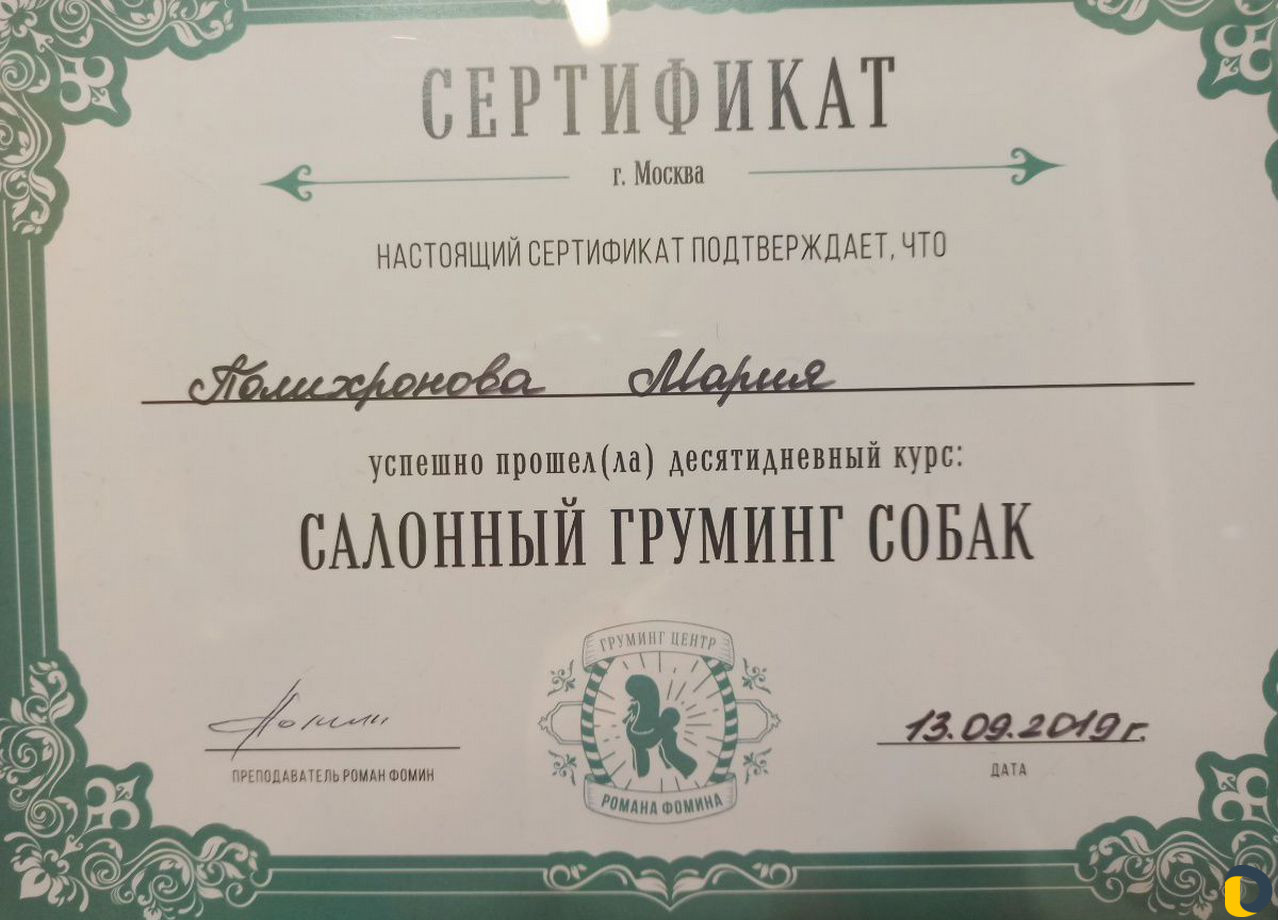 СЕРТИФИКАТ
г. Москва
НАСТОЯЩИЙ СЕРТИФИКАТ ПОДТВЕРЖДАЕТ, ЧТО
Полихронова Мария
успешно прошел(ла) десятидневный курс:
САЛОННЫЙ ГРУМИНГ СОБАК
ГРУМИНГ ЦЕНТР
РОМАНА ФОМИНА
ПРЕПОДАВАТЕЛЬ РОМАН ФОМИН
13.09.2019г.
ДАТА